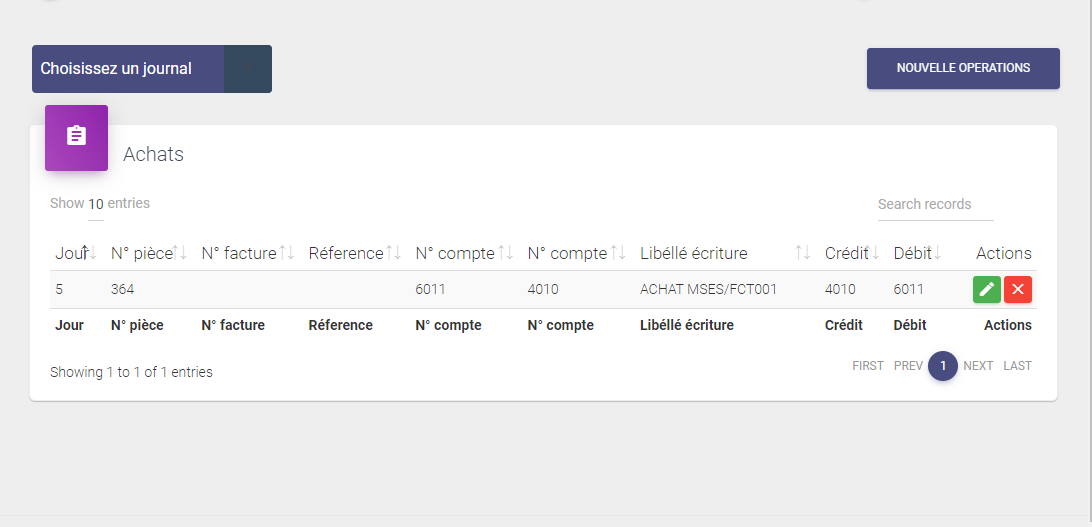 Choisissez un journal
NOUVELLE OPERATIONS
Achats
Show 10 entries
Search records
Jour N° pièce N° facture Réference N° compte N° compte Libéllé écriture Crédit Débit Actions
5 364 6011 4010 ACHAT MSES/FCT001 4010 6011
Jour N° pièce N° facture Réference N° compte N° compte Libéllé écriture Crédit Débit Actions
Showing 1 to 1 of 1 entries
FIRST PREV 1 NEXT LAST